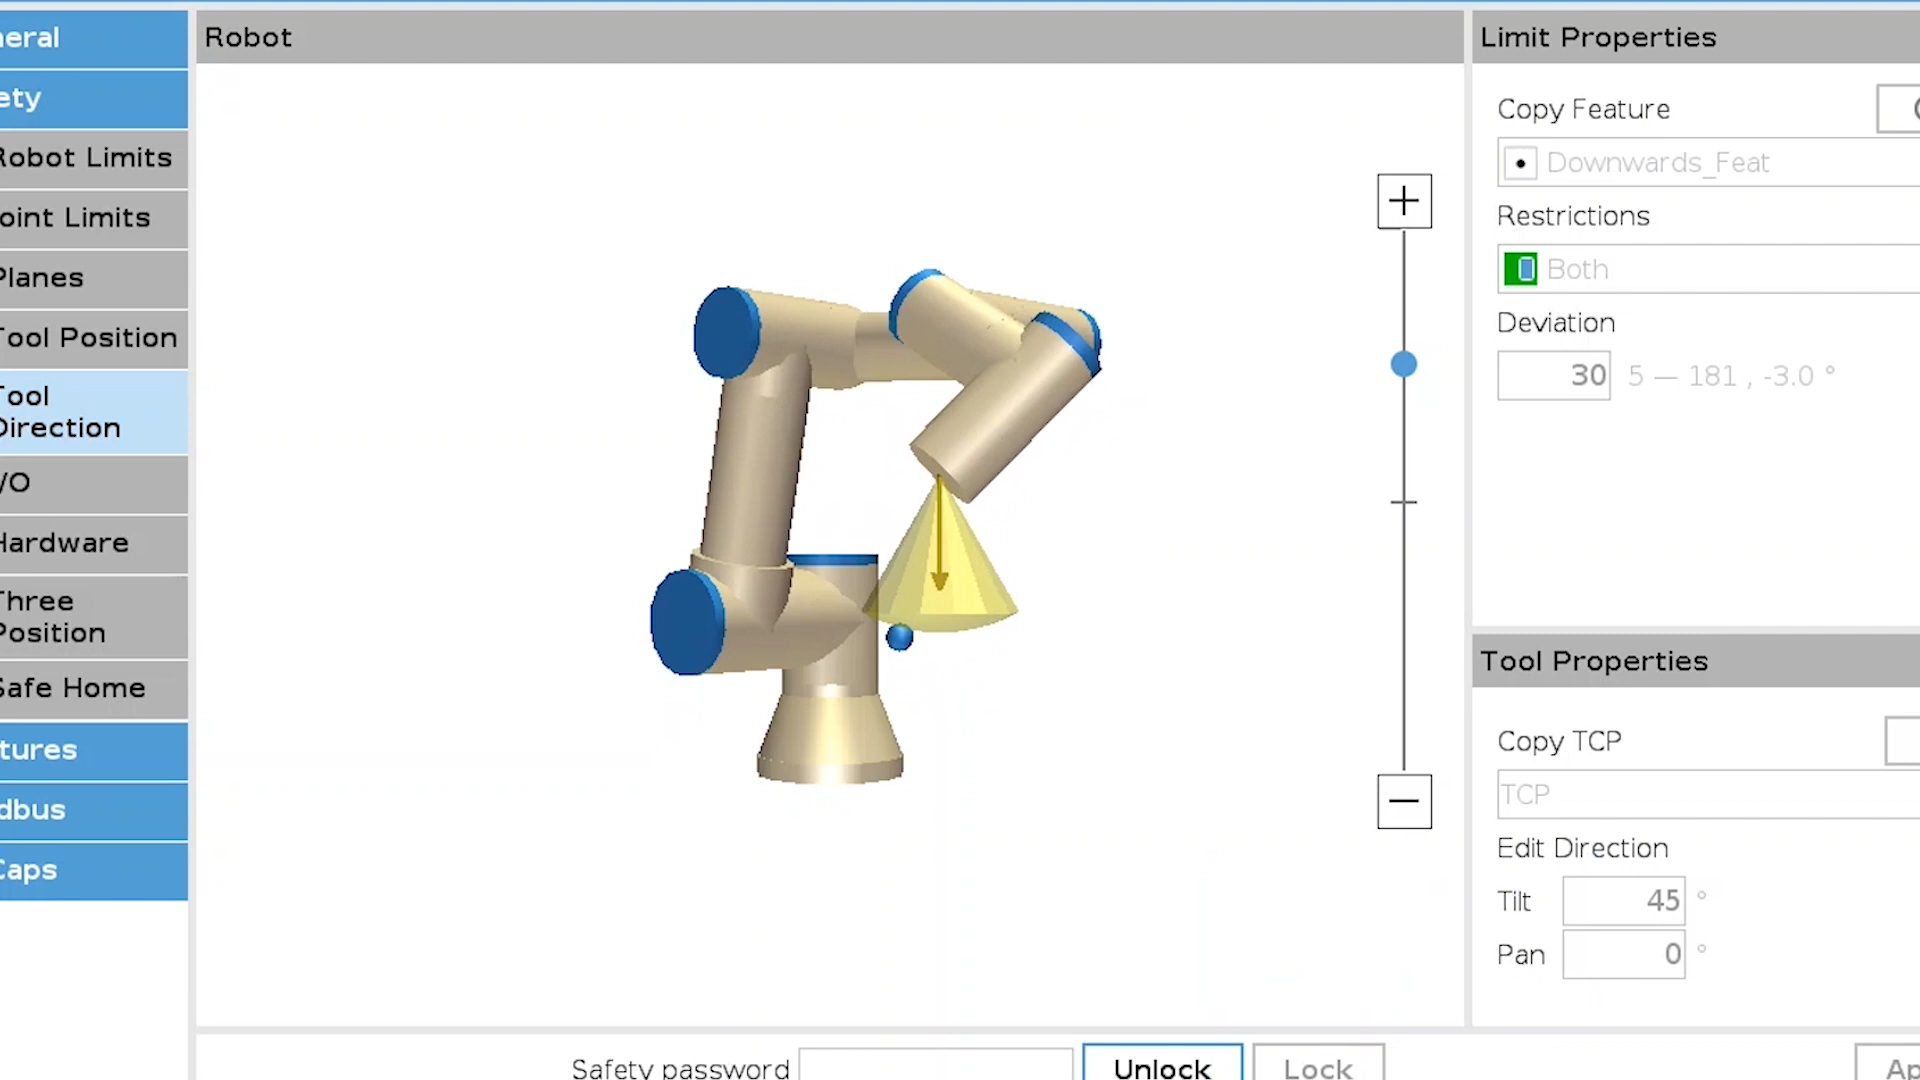 eral
ety
Robot Limits
oint Limits
Planes
Tool Position
Tool
Direction
I/O
Hardware
Three
Position
Safe Home
tures
dbus
Caps
Robot
+
—
Safety password
Unlock
Lock
Limit Properties
Copy Feature
Downwards_Feat
Restrictions
Both
Deviation
30 5 — 181 , -3.0 °
Tool Properties
Copy TCP
TCP
Edit Direction
Tilt 45 °
Pan 0 °
Ap